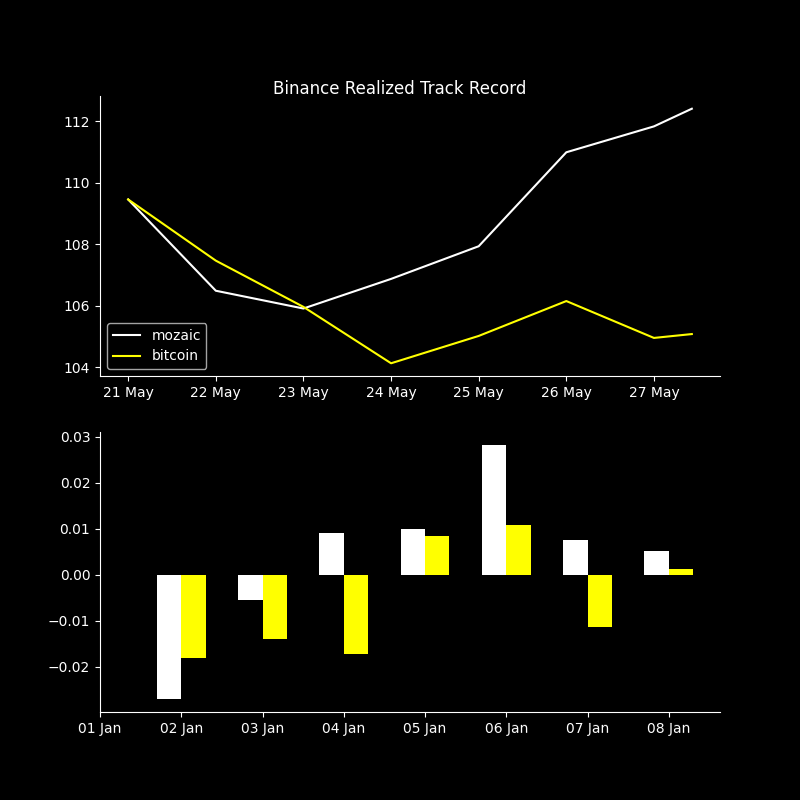 Binance Realized Track Record
112
110
108
106
104
mozaic
bitcoin
21 May 22 May 23 May 24 May 25 May 26 May 27 May
0.03
0.02
0.01
0.00
−0.01
−0.02
01 Jan 02 Jan 03 Jan 04 Jan 05 Jan 06 Jan 07 Jan 08 Jan